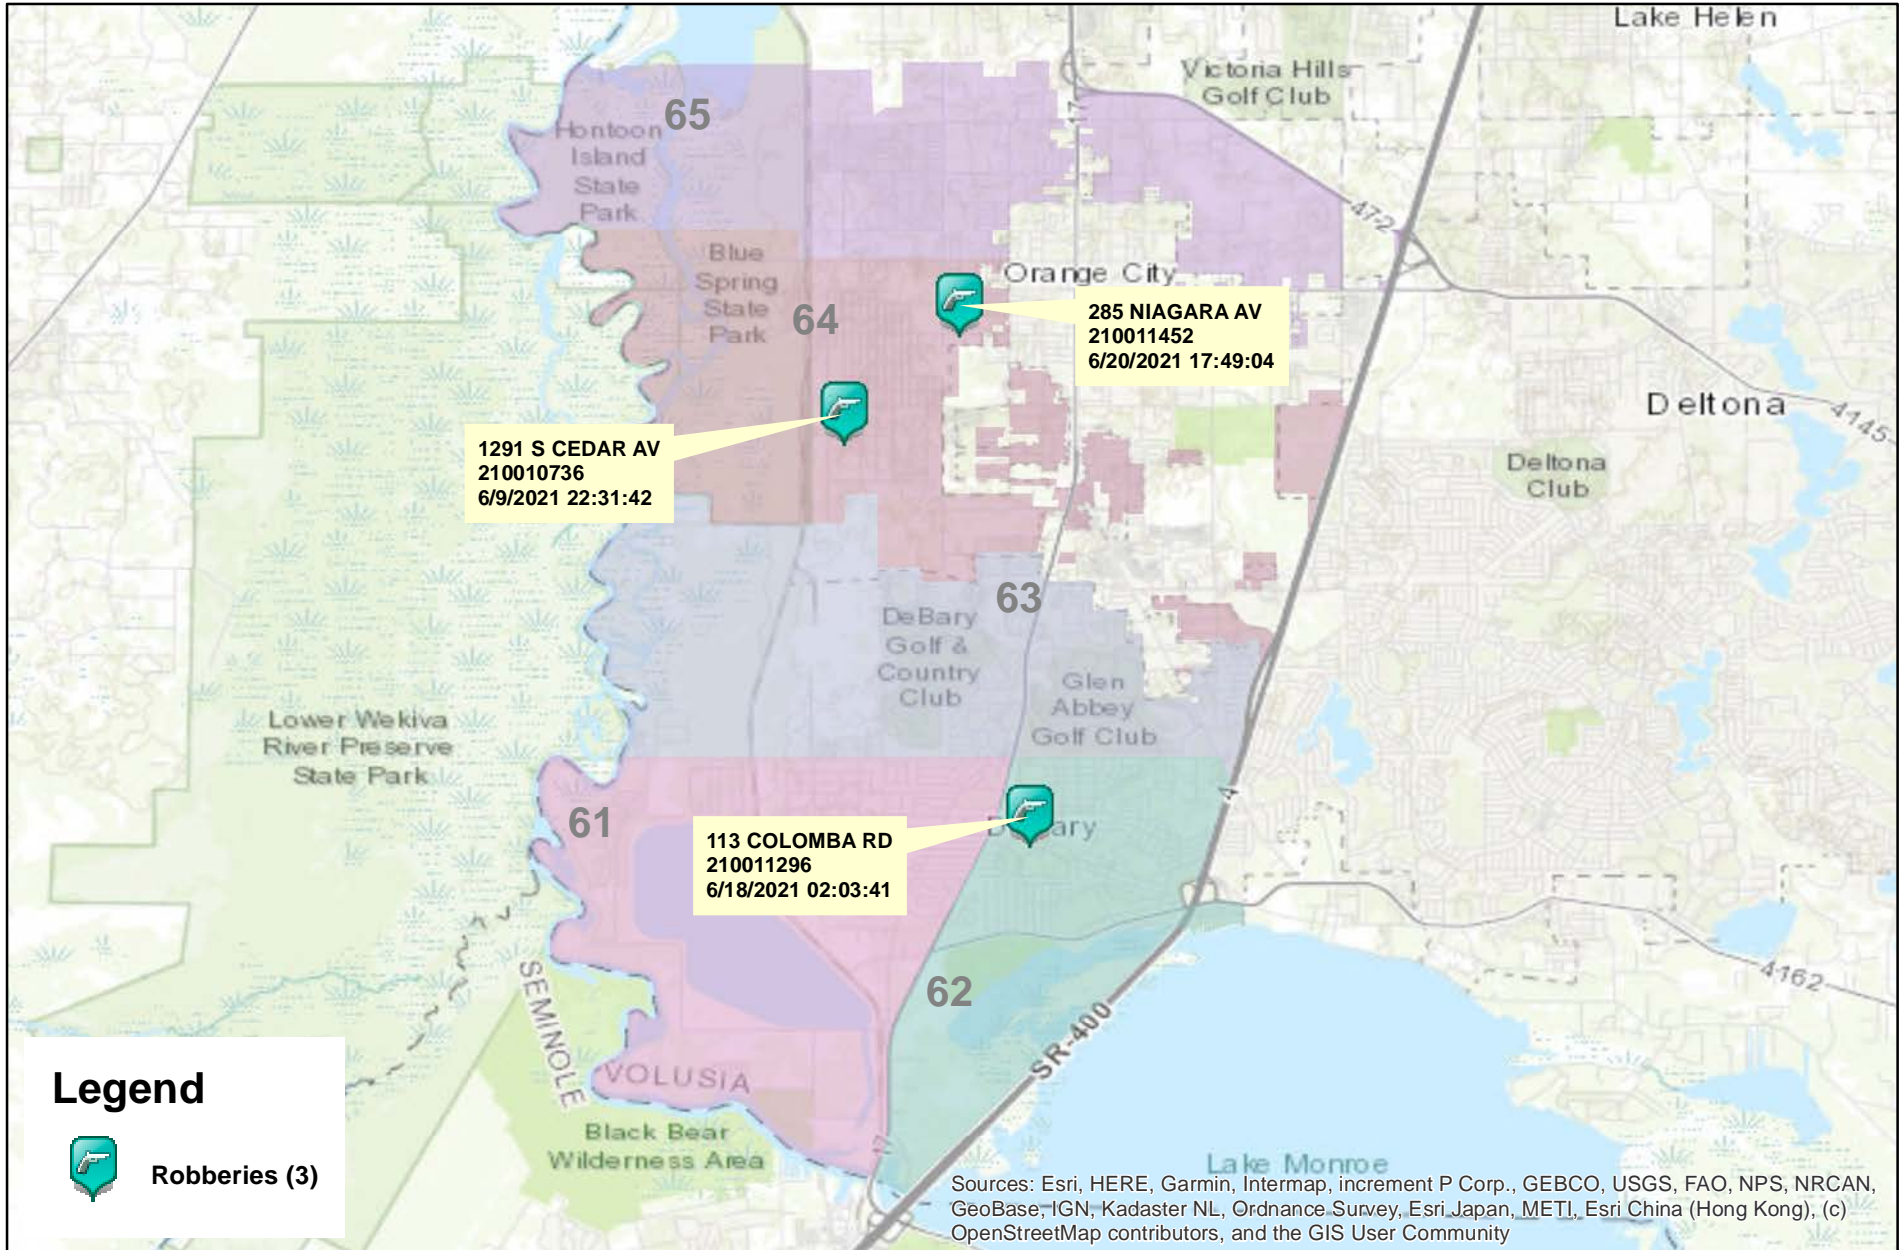 Lake Helen
Victoria Hills
Golf Club
17
65
Hontoon
Island
State
Park
472
Blue
Spring
State
Park
64
Orange City
285 NIAGARA AV
210011452
6/20/2021 17:49:04
Deltona
4145
1291 S CEDAR AV
210010736
6/9/2021 22:31:42
Deltona
Club
63
DeBary
Golf &
Country
Club
Glen
Abbey
Golf Club
Lower Wekiva
River Preserve
State Park
4
61
113 COLOMBA RD
210011296
6/18/2021 02:03:41
62
4162
SR-400
SEMINOLE
VOLUSIA
Black Bear
Wilderness Area
17
Lake Monroe
Legend
Robberies (3)
Sources: Esri, HERE, Garmin, Intermap, increment P Corp., GEBCO, USGS, FAO, NPS, NRCAN,
GeoBase, IGN, Kadaster NL, Ordnance Survey, Esri Japan, METI, Esri China (Hong Kong), (c)
OpenStreetMap contributors, and the GIS User Community